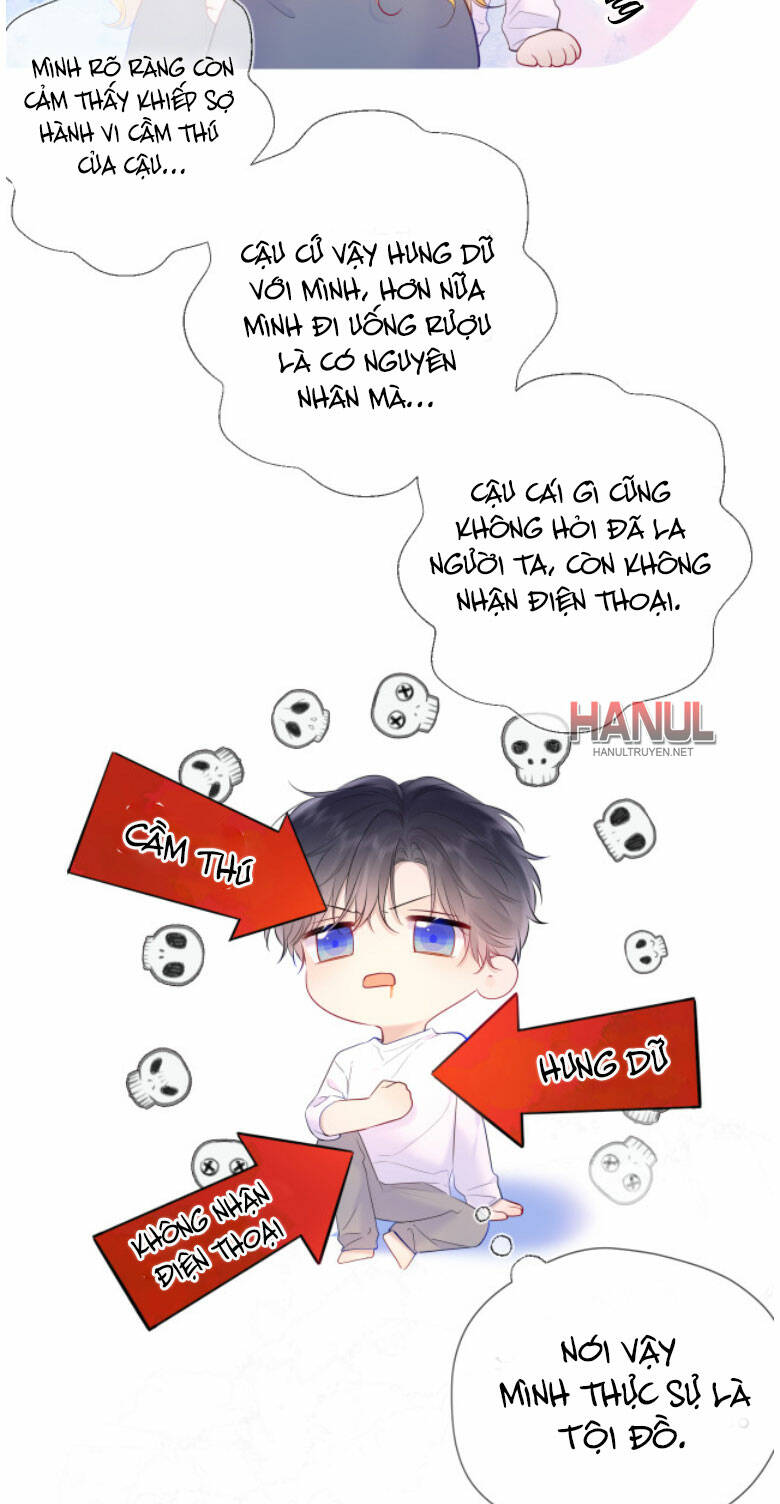 MÌNH RÕ RÀNG CÒN
CẢM THẤY KHIẾP SỢ
HÀNH VI CẦM THÚ
CỦA CẬU...
CẬU CỨ VẬY HUNG DỮ
VỚI MÌNH, HƠN NỮA
MÌNH ĐI UỐNG RƯỢU
LÀ CÓ NGUYÊN
NHÂN MÀ...
CẬU CÁI GÌ CŨNG
KHÔNG HỎI ĐÃ LA
NGƯỜI TA, CÒN KHÔNG
NHẬN ĐIỆN THOẠI.
HANUL
HANULTRUYEN.NET
CẦM THÚ
HUNG DỮ
KHÔNG NHẬN
ĐIỆN THOẠI
NÓI VẬY
MÌNH THỰC SỰ LÀ
TỘI ĐỒ.